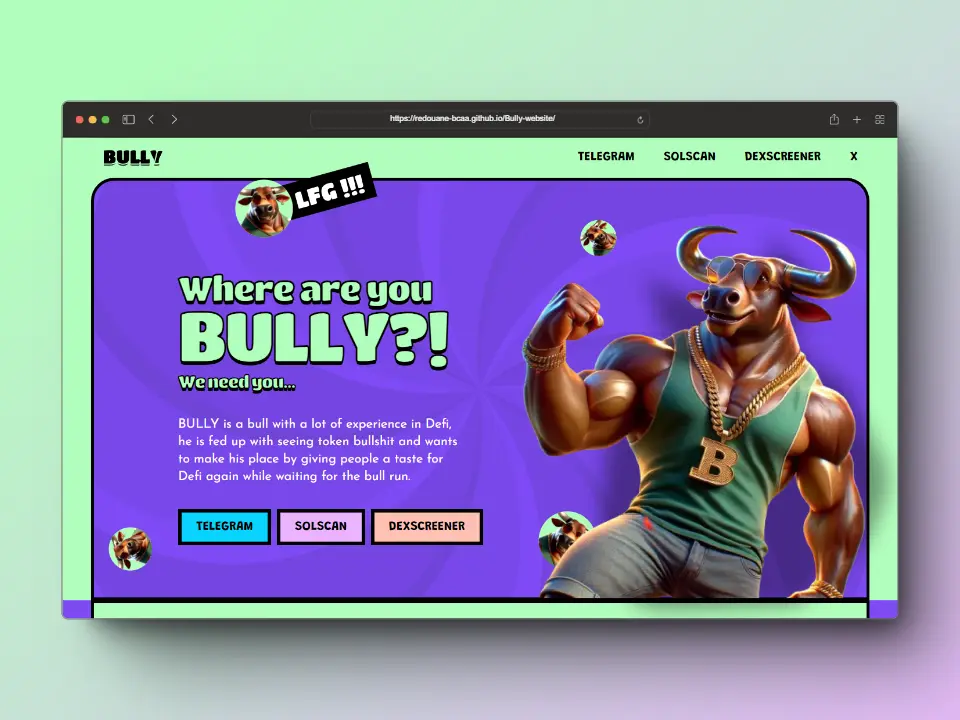 https://redouane-bcaa.github.io/Bully-website/
BULLY
TELEGRAM SOLSCAN DEXSCREENER X
LFG !!!
Where are you
BULLY?!
We need you...
BULLY is a bull with a lot of experience in Defi,
he is fed up with seeing token bullshit and wants
to make his place by giving people a taste for
Defi again while waiting for the bull run.
TELEGRAM SOLSCAN DEXSCREENER
B